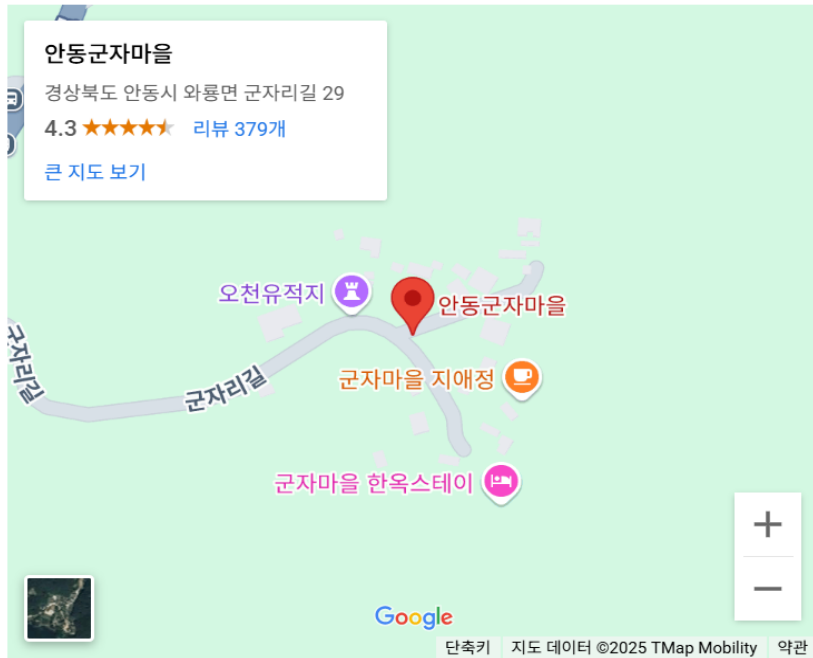 안동군자마을
경상북도 안동시 와룡면 군자리길 29
4.3 리뷰 379개
큰 지도 보기
오천유적지
안동군자마을
군자리길
군자마을 지애정
군자리길
군자마을 한옥스테이
Google
단축키 지도 데이터 ©2025 TMap Mobility 약관